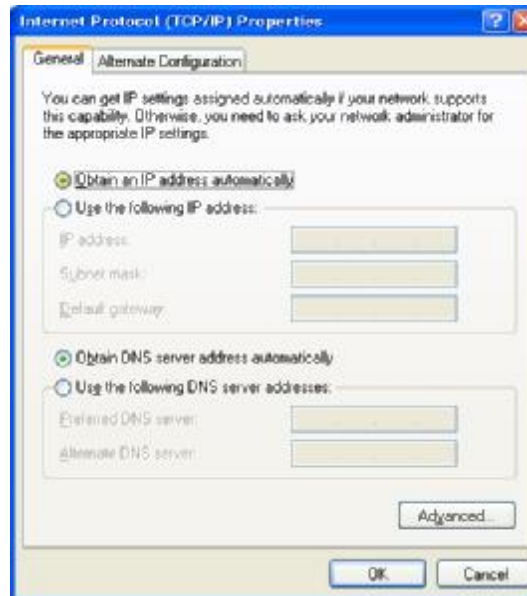 Internet Protocol (TCP/IP) Properties
General
Alternate Configuration
You can get IP settings assigned automatically if your network supports
this capability. Otherwise, you need to ask your network administrator for
the appropriate IP settings.
Obtain an IP address automatically
Use the following IP address:
IP address:
Subnet mask:
Default gateway:
Obtain DNS server address automatically
Use the following DNS server addresses:
Preferred DNS server:
Alternate DNS server:
Advanced...
OK
Cancel